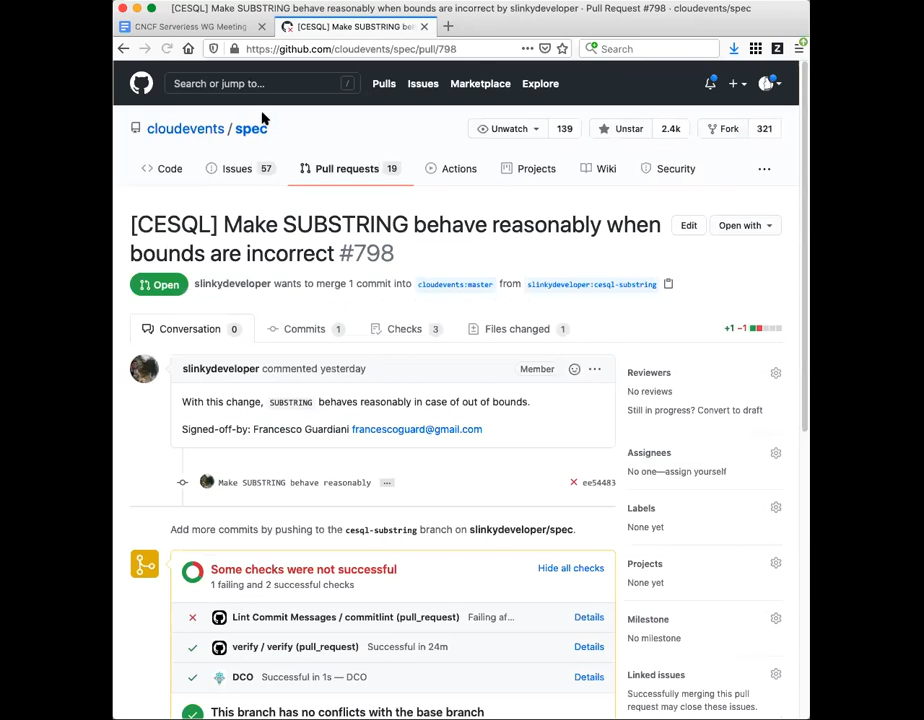 [CESQL] Make SUBSTRING behave reasonably when bounds are incorrect by slinkydeveloper · Pull Request #798 · cloudevents/spec
CNCF Serverless WG Meeting
[CESQL] Make SUBSTRING beh
https://github.com/cloudevents/spec/pull/798
Search
Search or jump to...
/
Pulls
Issues
Marketplace
Explore
cloudevents / spec
Unwatch
139
Unstar
2.4k
Fork
321
Code
Issues 57
Pull requests 19
Actions
Projects
Wiki
Security
[CESQL] Make SUBSTRING behave reasonably when
bounds are incorrect #798
Edit
Open with
Open
slinkydeveloper wants to merge 1 commit into cloudevents:master from slinkydeveloper:cesql-substring
Conversation 0
Commits 1
Checks 3
Files changed 1
+1 −1
slinkydeveloper commented yesterday
Member
With this change, SUBSTRING behaves reasonably in case of out of bounds.
Signed-off-by: Francesco Guardiani francescoguard@gmail.com
Make SUBSTRING behave reasonably
ee54483
Add more commits by pushing to the cesql-substring branch on slinkydeveloper/spec.
Some checks were not successful
Hide all checks
1 failing and 2 successful checks
Lint Commit Messages / commitlint (pull_request) Failing af...
Details
verify / verify (pull_request) Successful in 24m
Details
DCO Successful in 1s — DCO
Details
This branch has no conflicts with the base branch
Reviewers
No reviews
Still in progress? Convert to draft
Assignees
No one—assign yourself
Labels
None yet
Projects
None yet
Milestone
No milestone
Linked issues
Successfully merging this pull
request may close these issues.